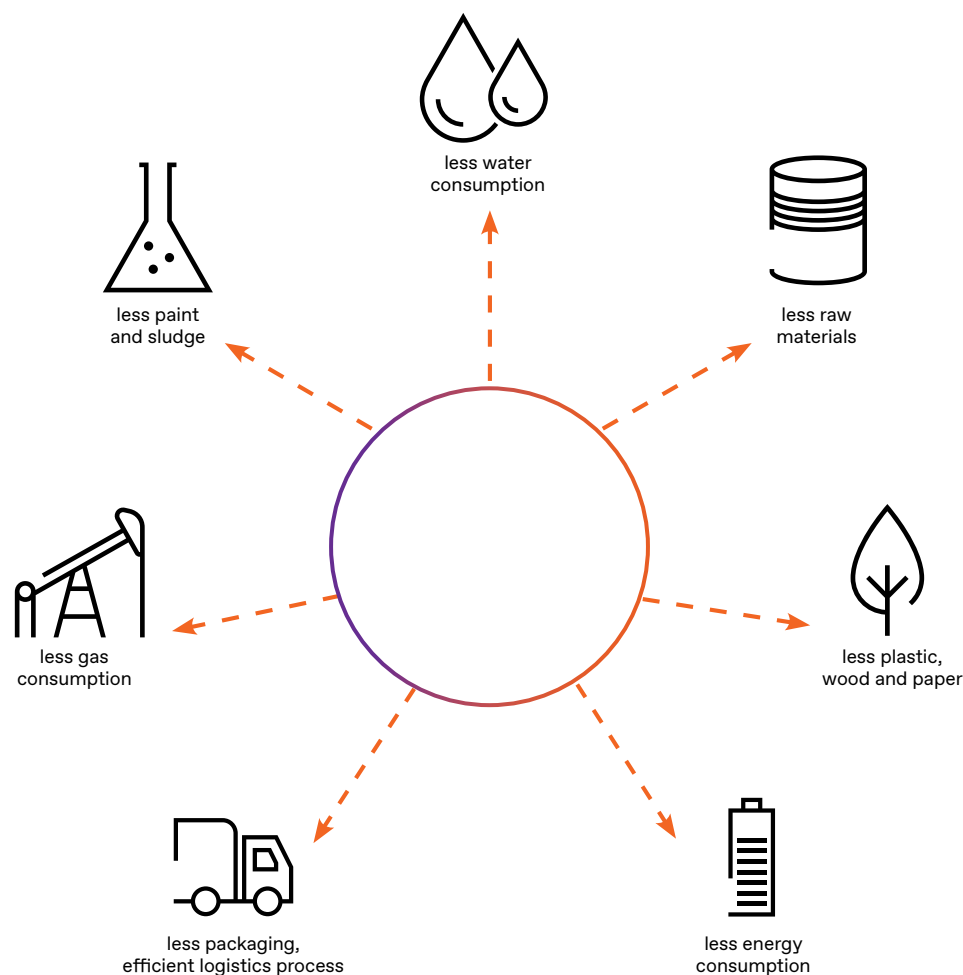 less water
consumption
less raw
materials
less plastic,
wood and paper
less energy
consumption
less packaging,
efficient logistics process
less gas
consumption
less paint
and sludge